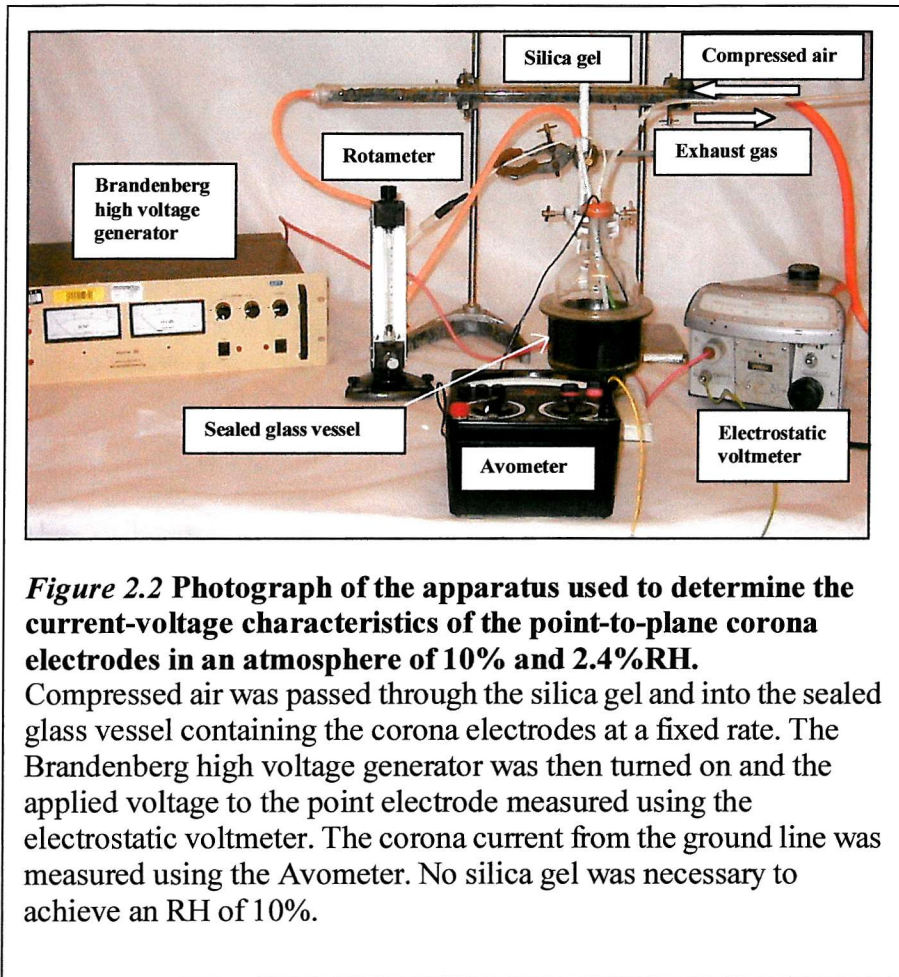 Silica gel
Compressed air
Rotameter
Exhaust gas
Brandenberg
high voltage
generator
Sealed glass vessel
Avometer
Electrostatic
voltmeter
Figure 2.2 Photograph of the apparatus used to determine the
current-voltage characteristics of the point-to-plane corona
electrodes in an atmosphere of 10% and 2.4%RH.
Compressed air was passed through the silica gel and into the sealed
glass vessel containing the corona electrodes at a fixed rate. The
Brandenberg high voltage generator was then turned on and the
applied voltage to the point electrode measured using the
electrostatic voltmeter. The corona current from the ground line was
measured using the Avometer. No silica gel was necessary to
achieve an RH of 10%.